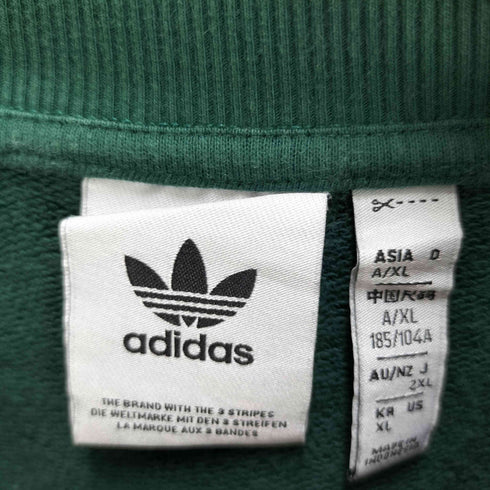 adidas
THE BRAND WITH THE 3 STRIPES
DIE WELTMARKE MIT DEN 3 STREIFEN
LA MARQUE AUX 3 BANDES
ASIA D
A/XL
中国尺码
A/XL
185/104A
AU/NZ J
2XL
KR US
XL
MADE IN
INDONESIA